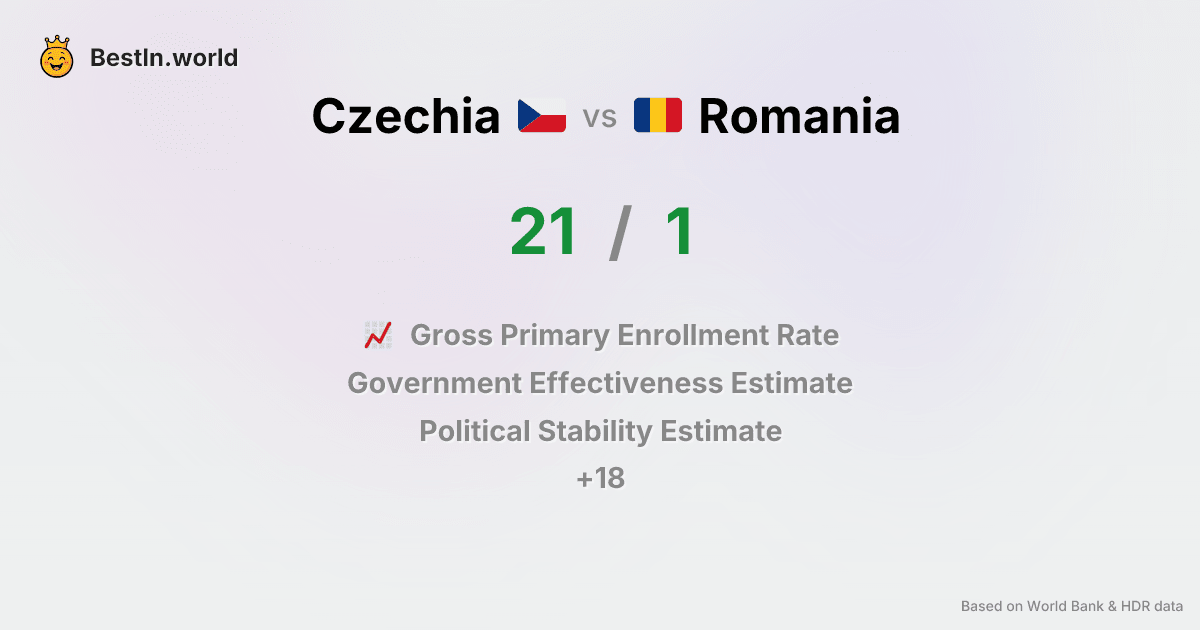 BestIn.world
Czechia vs Romania
21 / 1
Gross Primary Enrollment Rate
Government Effectiveness Estimate
Political Stability Estimate
+18
Based on World Bank & HDR data